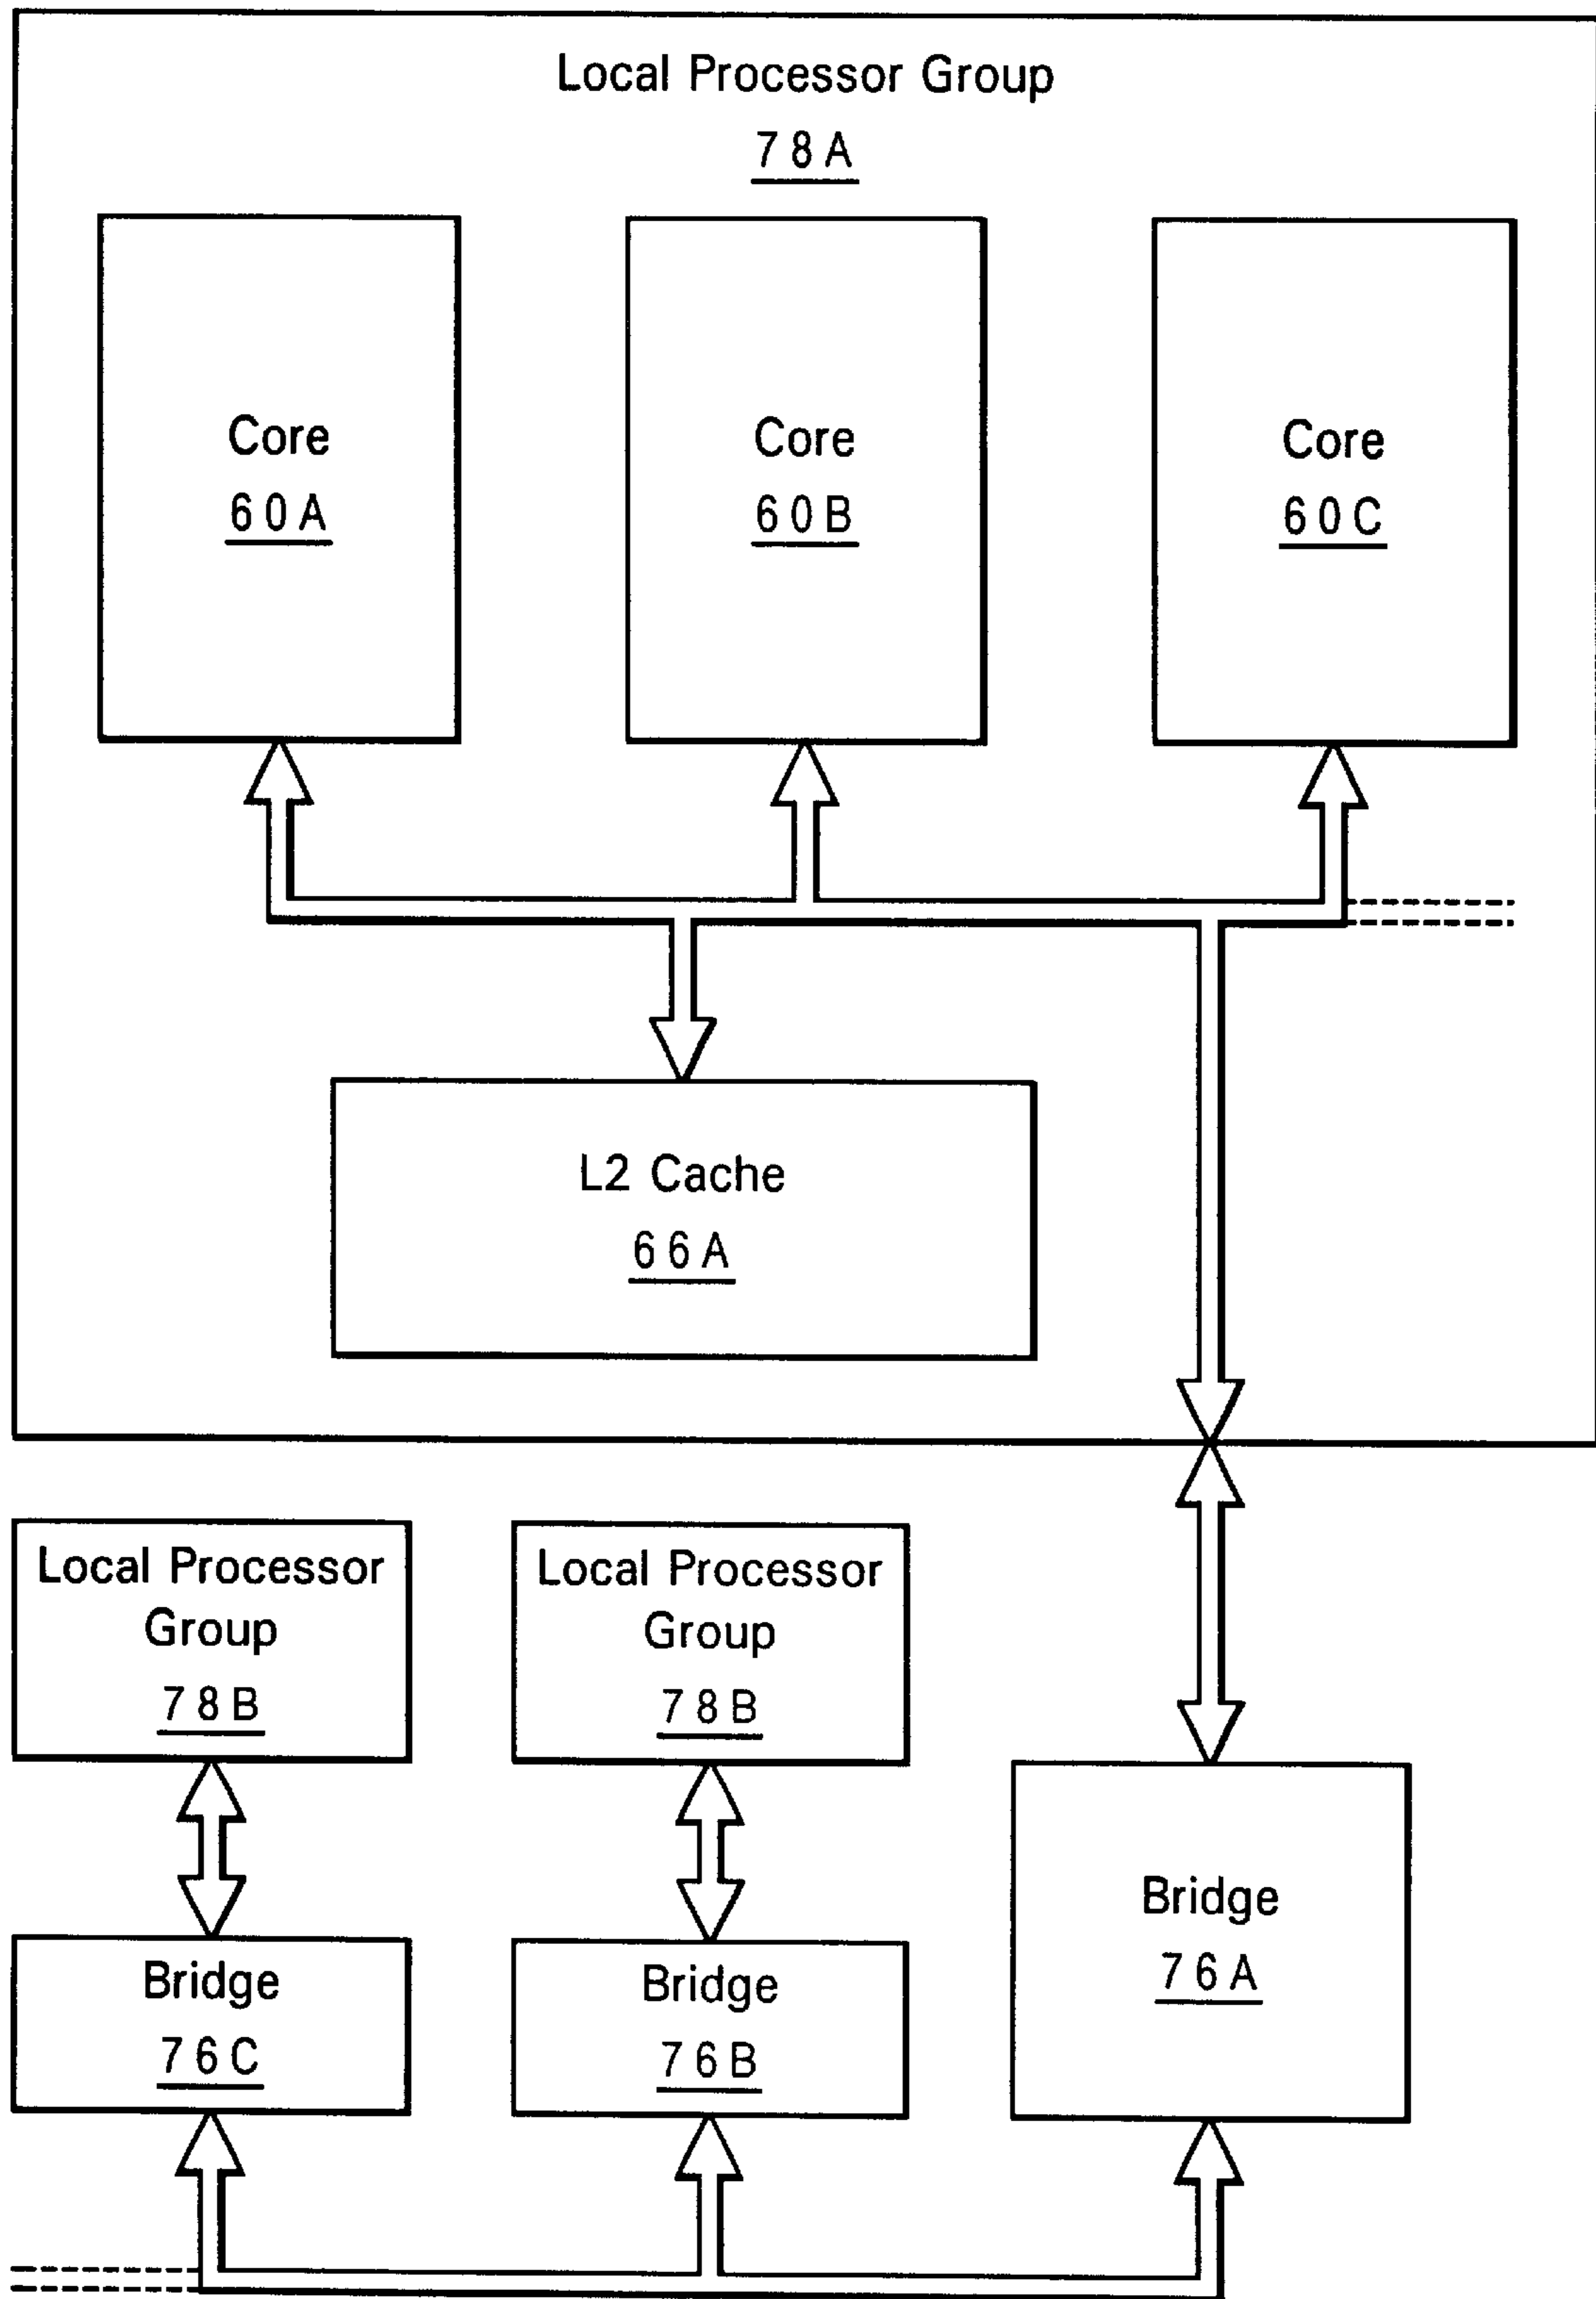 Local Processor Group
78A
Core
60A
Core
60B
Core
60C
L2 Cache
66A
Local Processor
Group
78B
Local Processor
Group
78B
Bridge
76A
Bridge
76C
Bridge
76B